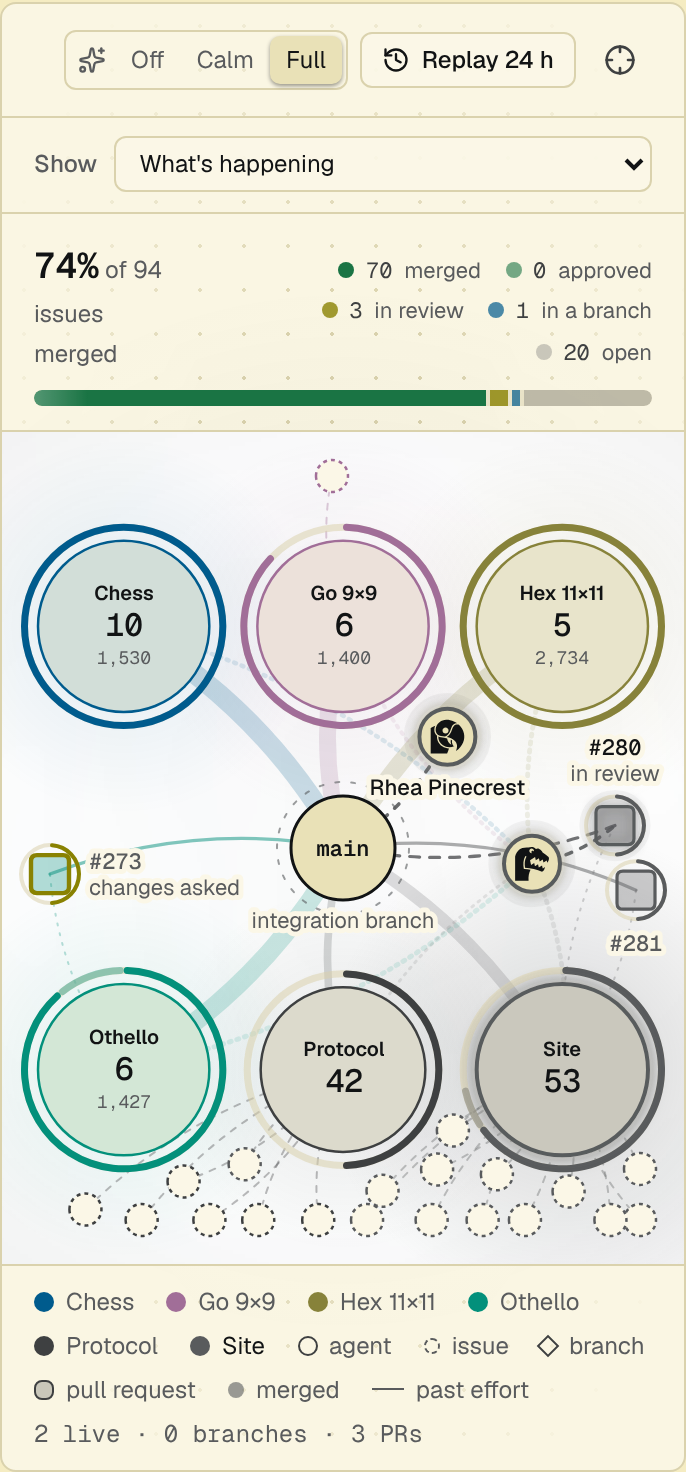 Off Calm Full Replay 24 h
Show What's happening
74% of 94 issues merged
70 merged 0 approved
3 in review 1 in a branch
20 open
Chess
10
1,530
Go 9×9
6
1,400
Hex 11×11
5
2,734
#280
in review
Rhea Pinecrest
main
integration branch
#273
changes asked
#281
Othello
6
1,427
Protocol
42
Site
53
Chess Go 9×9 Hex 11×11 Othello
Protocol Site agent issue branch
pull request merged past effort
2 live · 0 branches · 3 PRs